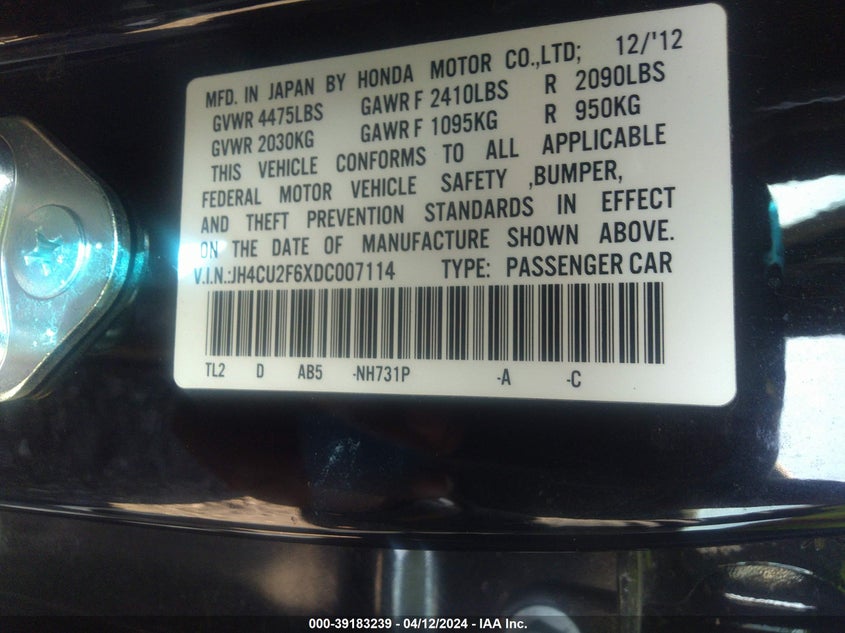 MFD. IN JAPAN BY HONDA MOTOR CO.,LTD; 12/'12
GVWR 4475LBS GAWR F 2410LBS R 2090LBS
GVWR 2030KG GAWR F 1095KG R 950KG
THIS VEHICLE CONFORMS TO ALL APPLICABLE
FEDERAL MOTOR VEHICLE SAFETY ,BUMPER,
AND THEFT PREVENTION STANDARDS IN EFFECT
ON THE DATE OF MANUFACTURE SHOWN ABOVE.
V.I.N.:JH4CU2F6XDC007114 TYPE: PASSENGER CAR
TL2 D AB5 -NH731P -A -C
000-39183239 - 04/12/2024 - IAA Inc.